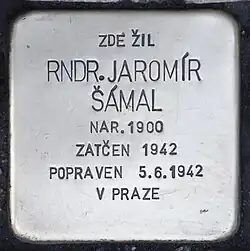 ZDE ŽIL
RNDR. JAROMÍR
ŠÁMAL
NAR. 1900
ZATČEN 1942
POPRAVEN 5.6.1942
V PRAZE